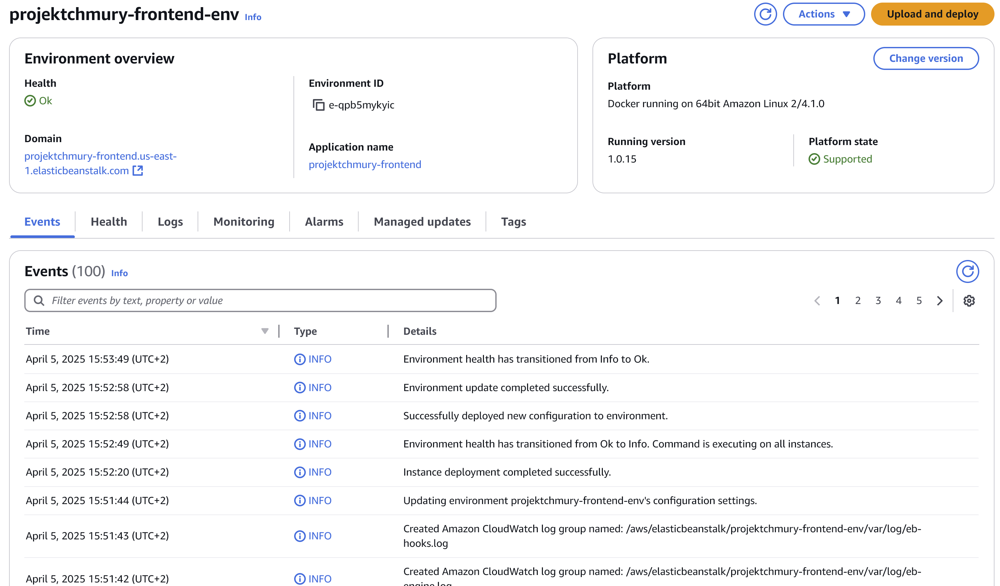 projektchmury-frontend-env Info
Actions
Upload and deploy
Environment overview
Health
Ok
Domain
projektchmury-frontend.us-east-
1.elasticbeanstalk.com
Environment ID
e-qpb5mykyic
Application name
projektchmury-frontend
Platform
Change version
Platform
Docker running on 64bit Amazon Linux 2/4.1.0
Running version
1.0.15
Platform state
Supported
Events Health Logs Monitoring Alarms Managed updates Tags
Events (100) Info
Filter events by text, property or value
1 2 3 4 5
Time Type Details
April 5, 2025 15:53:49 (UTC+2) INFO Environment health has transitioned from Info to Ok.
April 5, 2025 15:52:58 (UTC+2) INFO Environment update completed successfully.
April 5, 2025 15:52:58 (UTC+2) INFO Successfully deployed new configuration to environment.
April 5, 2025 15:52:49 (UTC+2) INFO Environment health has transitioned from Ok to Info. Command is executing on all instances.
April 5, 2025 15:52:20 (UTC+2) INFO Instance deployment completed successfully.
April 5, 2025 15:51:44 (UTC+2) INFO Updating environment projektchmury-frontend-env's configuration settings.
April 5, 2025 15:51:43 (UTC+2) INFO Created Amazon CloudWatch log group named: /aws/elasticbeanstalk/projektchmury-frontend-env/var/log/eb-
hooks.log
April 5, 2025 15:51:42 (UTC+2) INFO Created Amazon CloudWatch log group named: /aws/elasticbeanstalk/projektchmury-frontend-env/var/log/eb-
engine.log